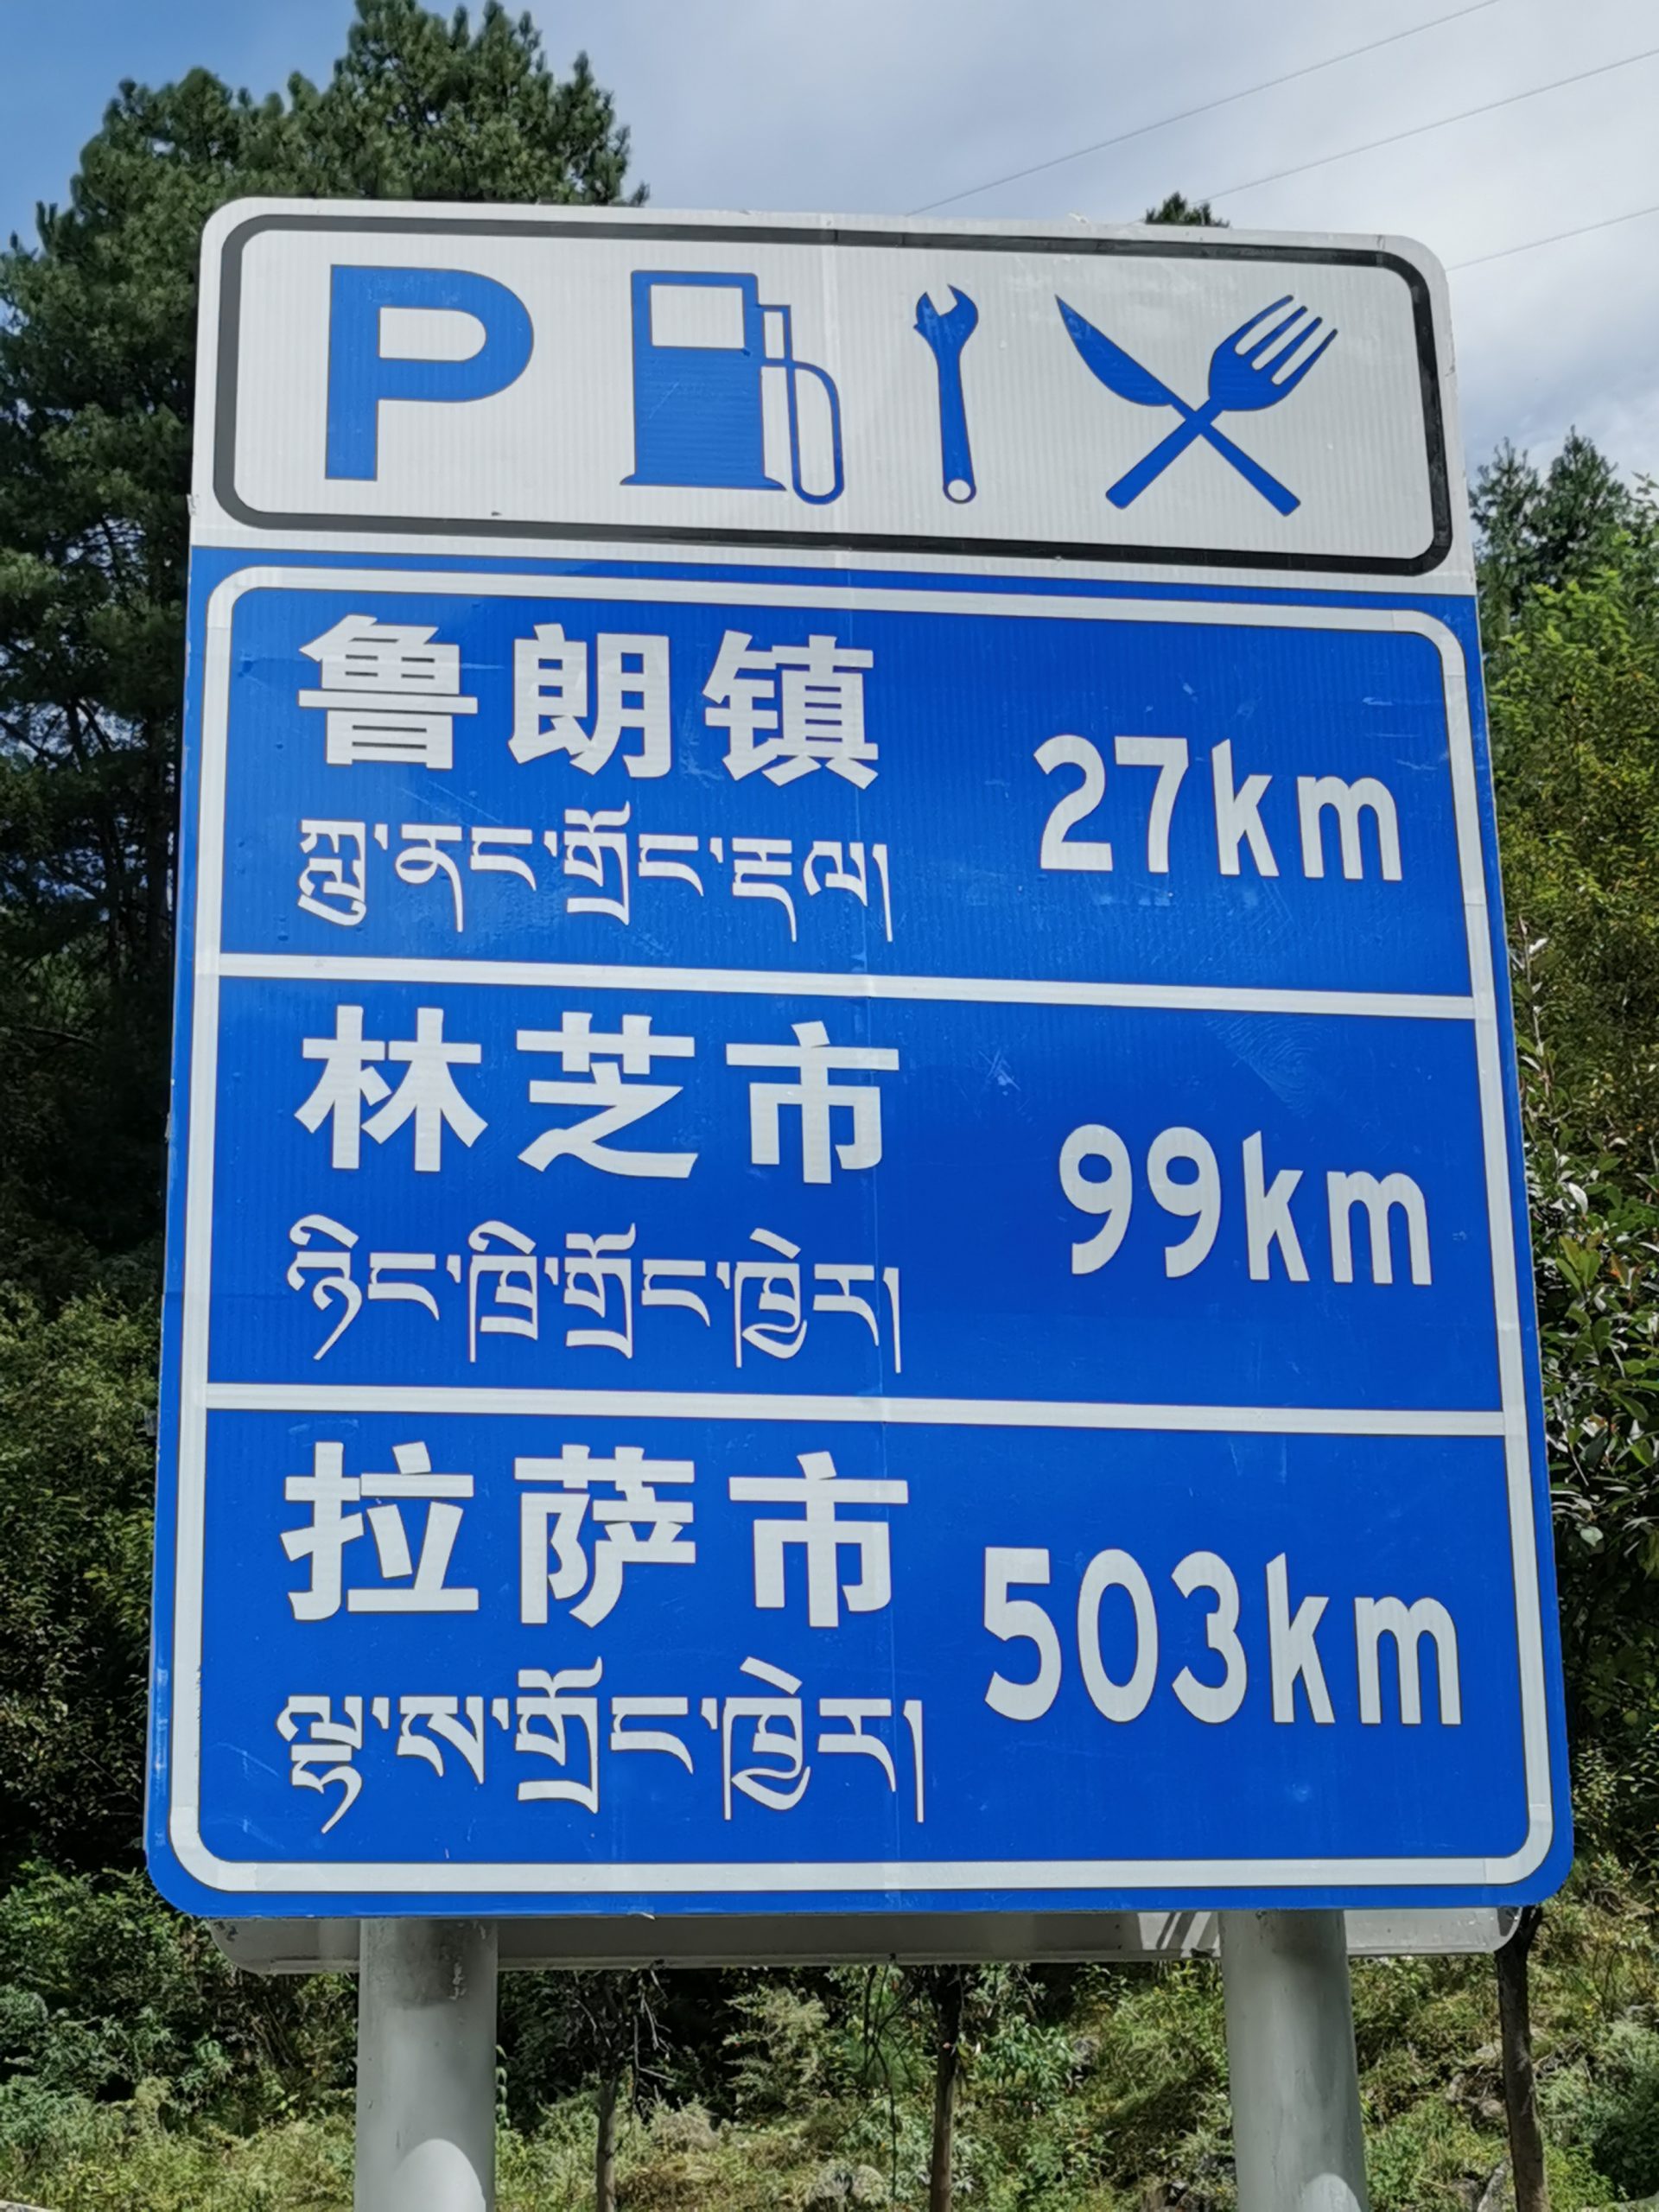 P
鲁朗镇 27km
ཀླུ་ནང་གྲོང་རྡལ།
林芝市 99km
ཉིང་ཁྲི་གྲོང་ཁྱེར།
拉萨市 503km
ལྷ་ས་གྲོང་ཁྱེར།